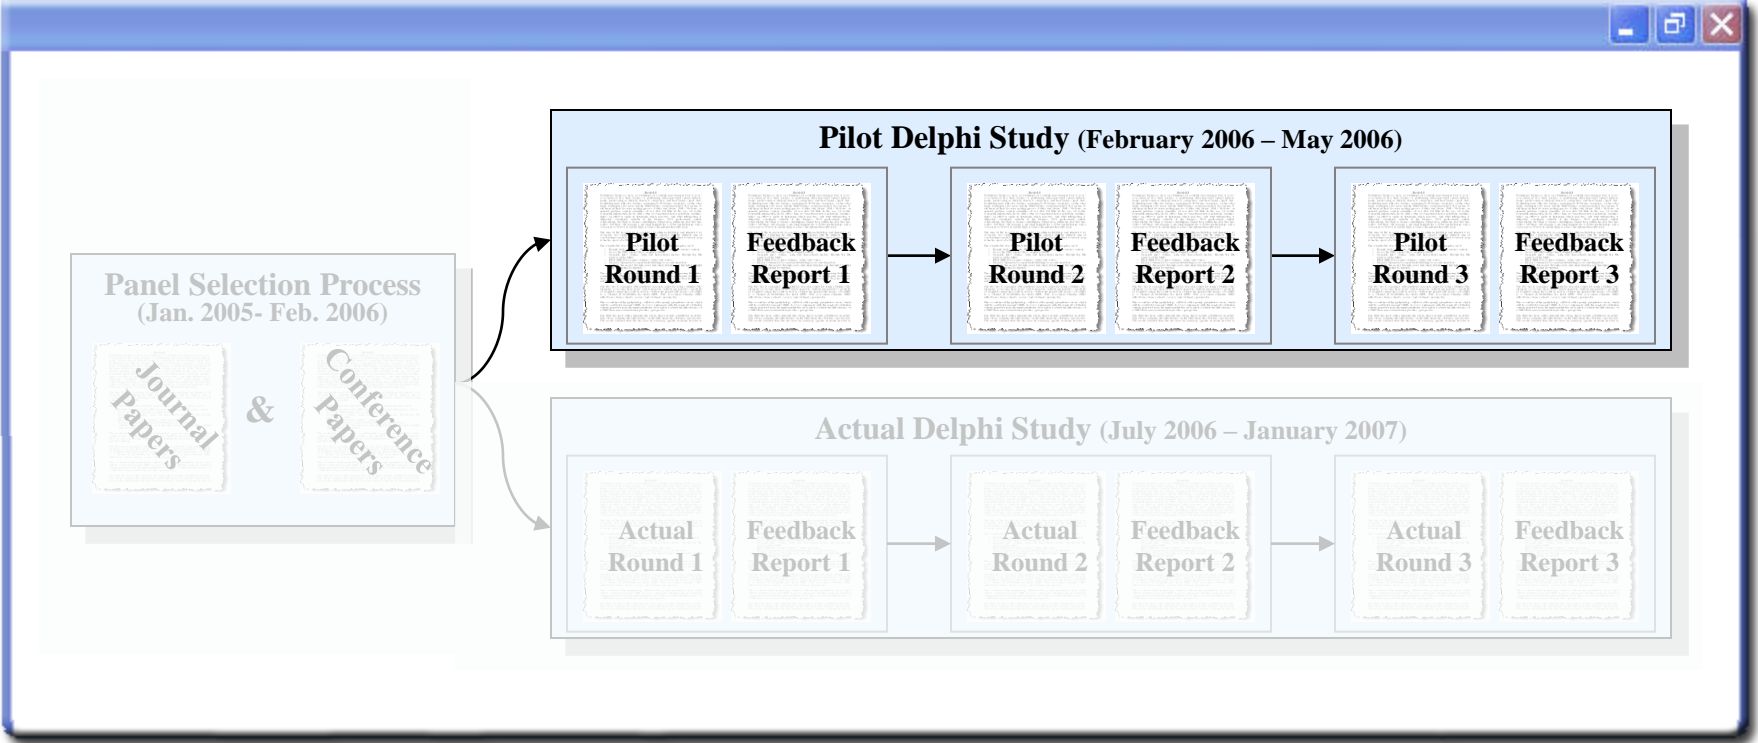 Pilot Delphi Study (February 2006 – May 2006)
Pilot
Round 1
Feedback
Report 1
Pilot
Round 2
Feedback
Report 2
Pilot
Round 3
Feedback
Report 3
Panel Selection Process
(Jan. 2005- Feb. 2006)
Journal
Papers
&
Conference
Papers
Actual Delphi Study (July 2006 – January 2007)
Actual
Round 1
Feedback
Report 1
Actual
Round 2
Feedback
Report 2
Actual
Round 3
Feedback
Report 3